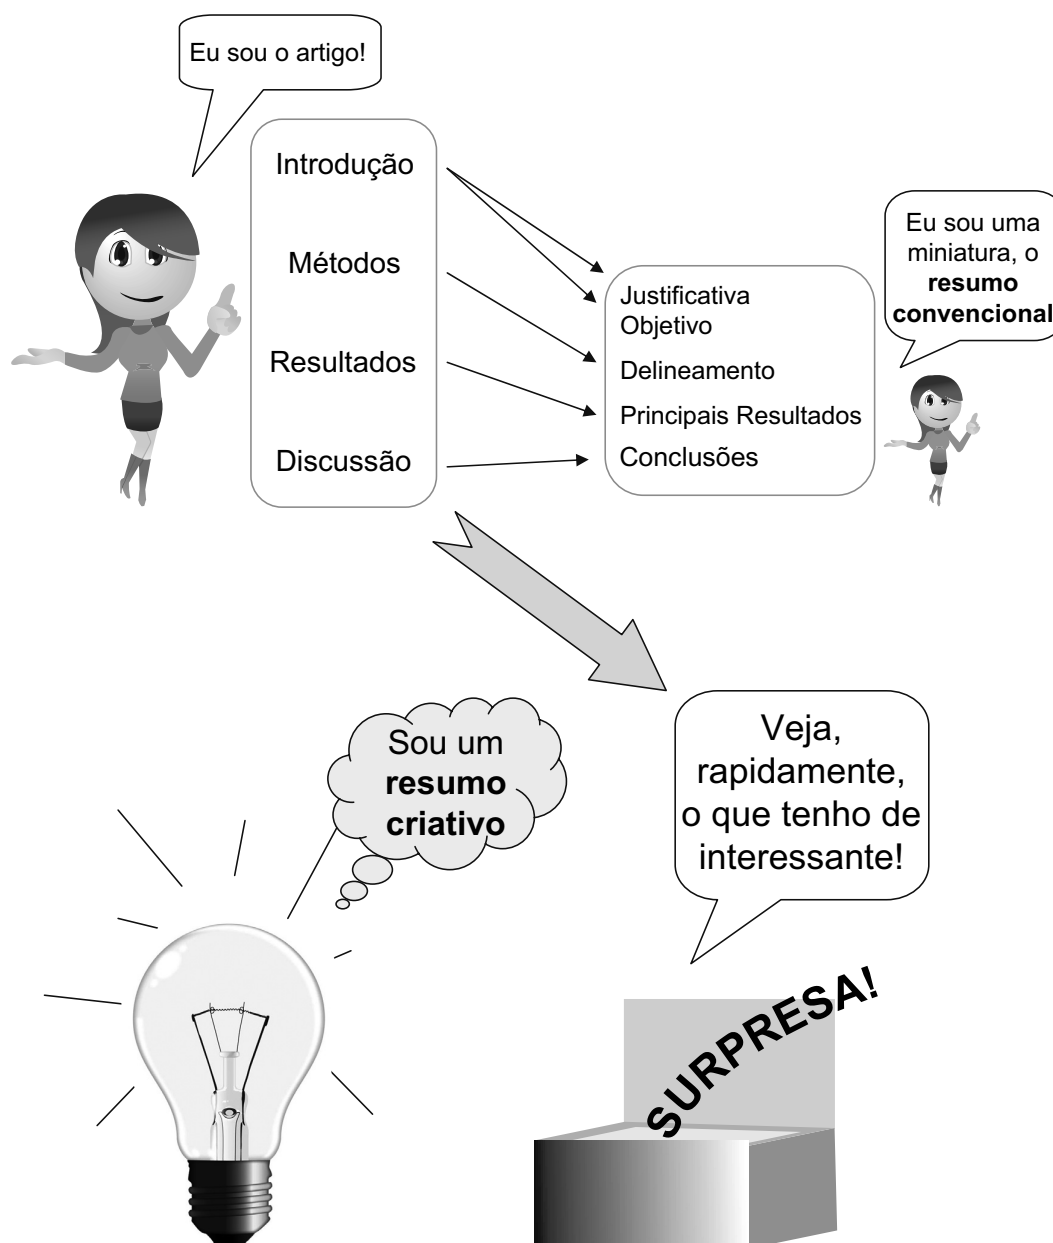 Eu sou o artigo!
Introdução
Métodos
Resultados
Discussão
Justificativa
Objetivo
Delineamento
Principais Resultados
Conclusões
Eu sou uma
miniatura, o
resumo
convencional
Sou um
resumo
criativo
Veja,
rapidamente,
o que tenho de
interessante!
SURPRESA!